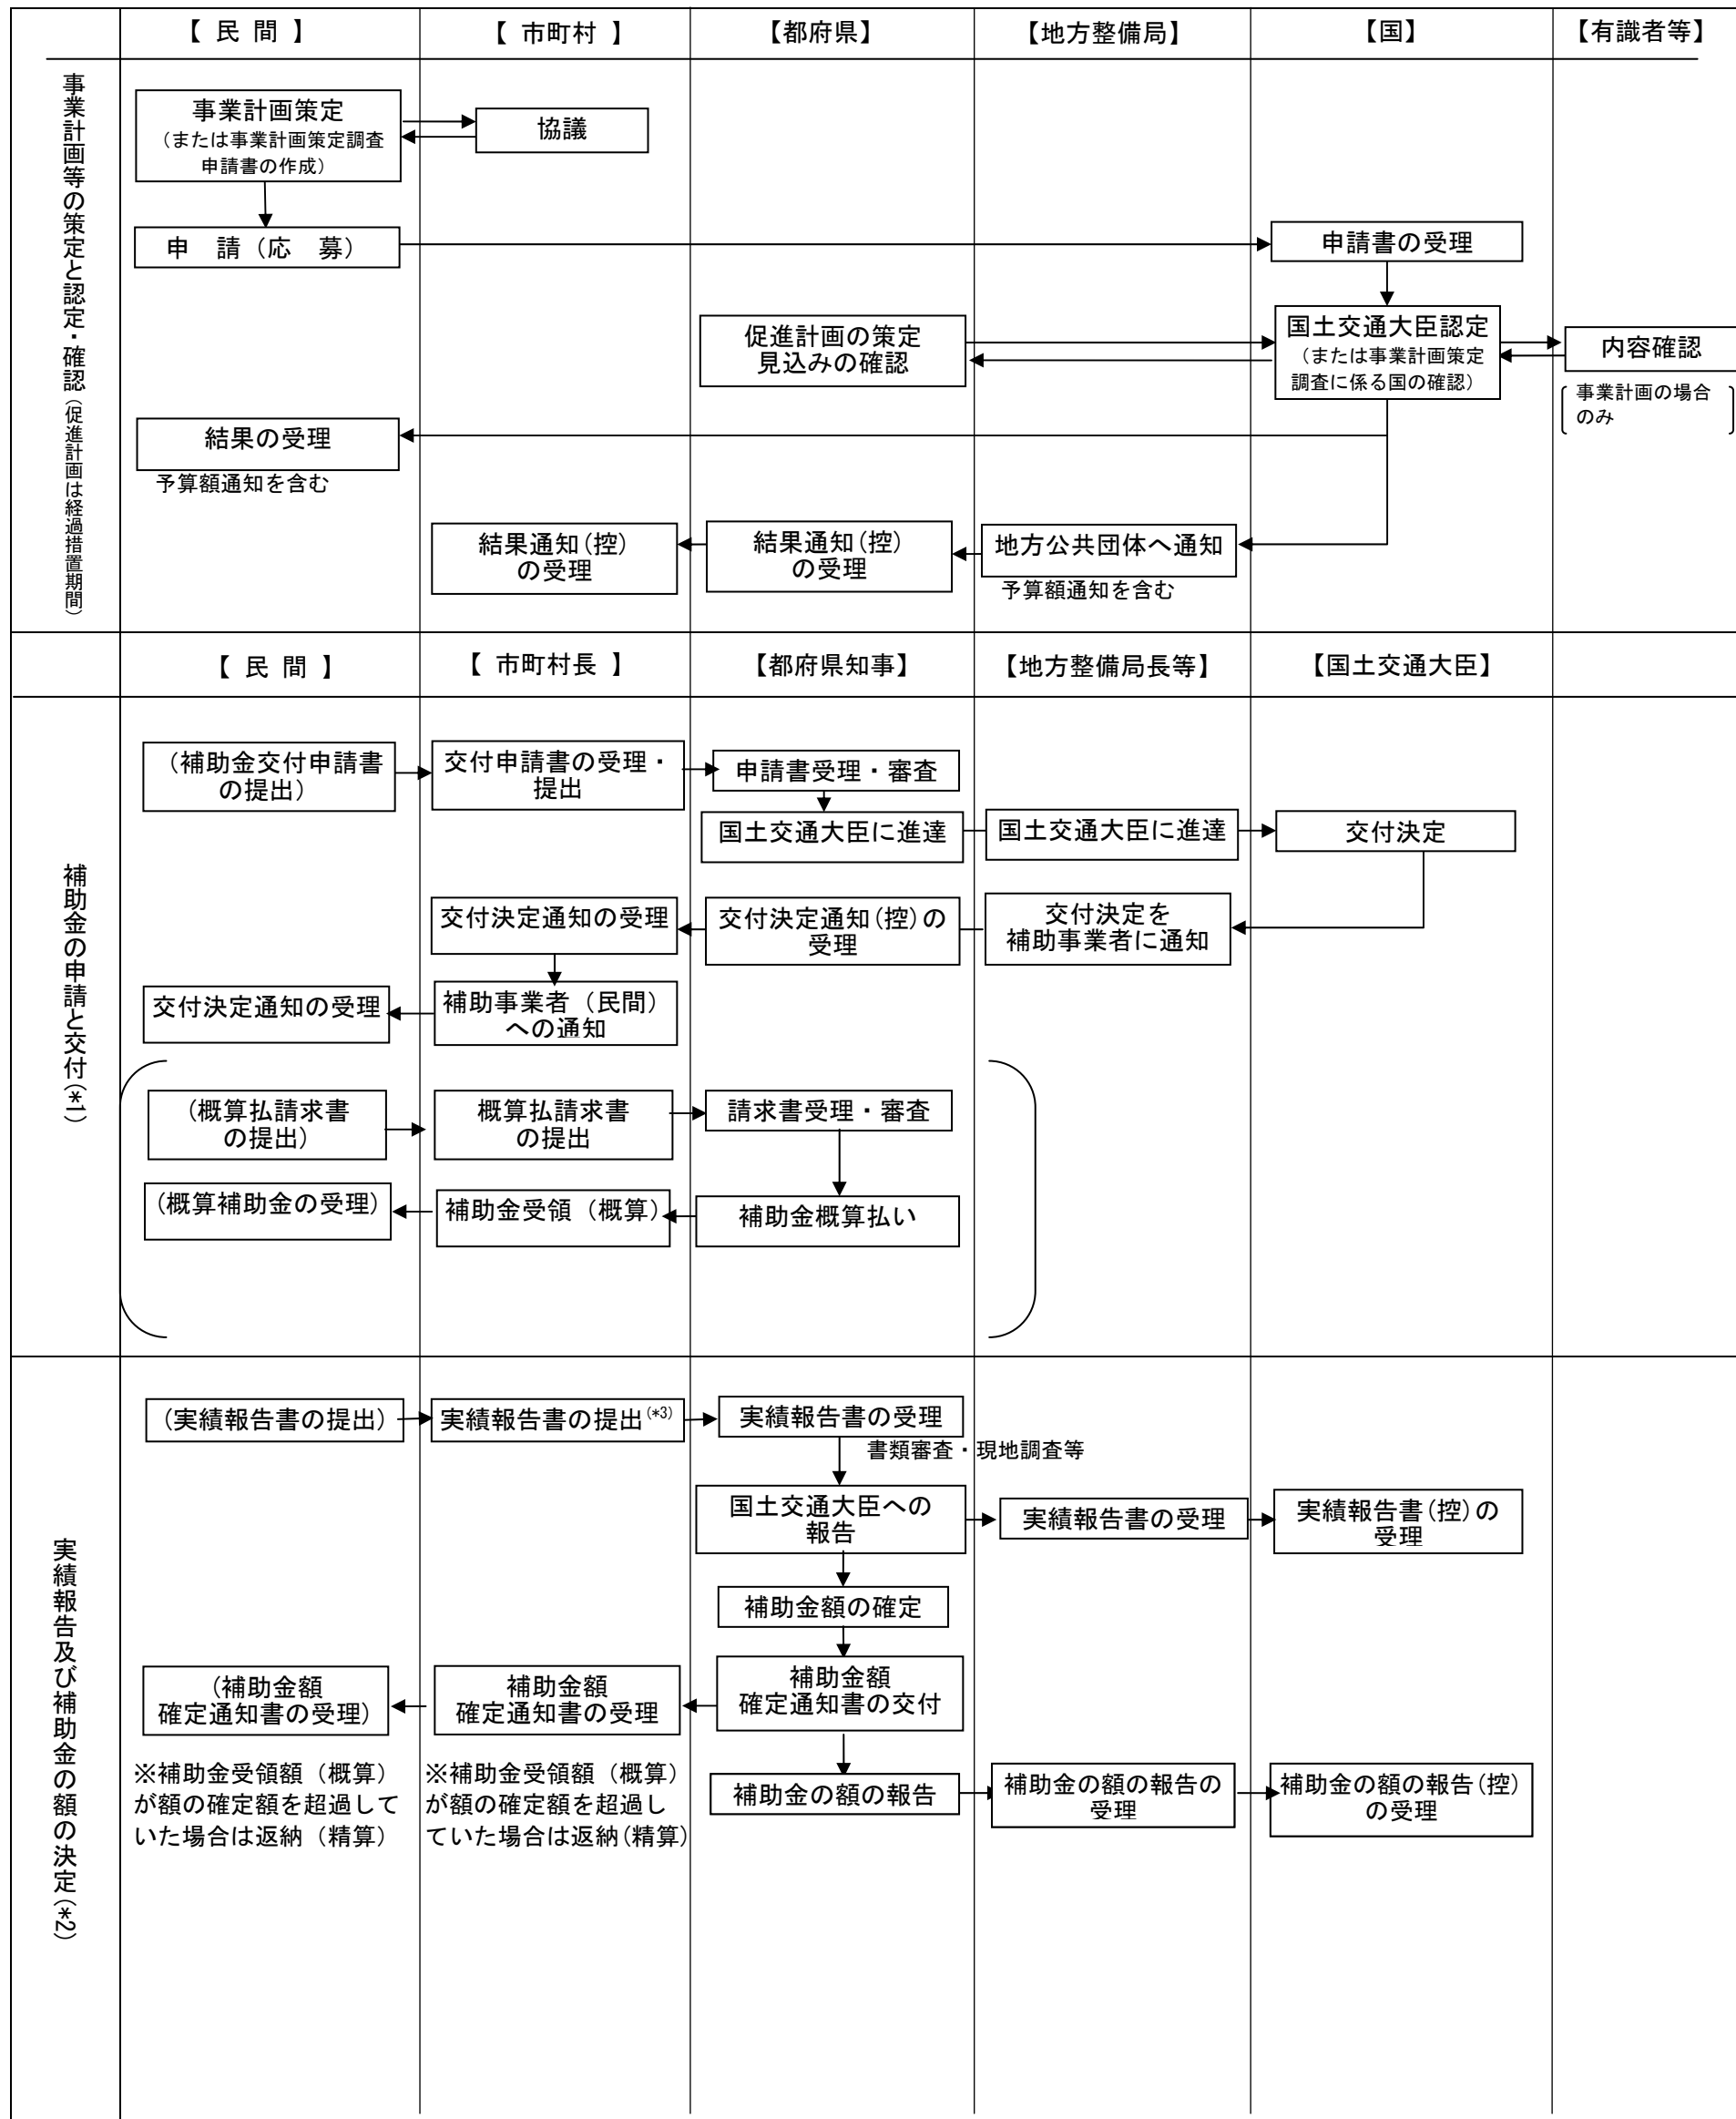 【 民 間 】
【 市町村 】
【都府県】
【地方整備局】
【国】
【有識者等】
事業計画等の策定と認定・確認（促進計画は経過措置期間）
事業計画策定
（または事業計画策定調査
申請書の作成）
協議
申　請（応　募）
申請書の受理
促進計画の策定
見込みの確認
国土交通大臣認定
（または事業計画策定
調査に係る国の確認）
内容確認
事業計画の場合
のみ
結果の受理
予算額通知を含む
結果通知(控)
の受理
結果通知(控)
の受理
地方公共団体へ通知
予算額通知を含む
【 民 間 】
【 市町村長 】
【都府県知事】
【地方整備局長等】
【国土交通大臣】
補助金の申請と交付(*1)
（補助金交付申請書
の提出）
交付申請書の受理・
提出
申請書受理・審査
国土交通大臣に進達
国土交通大臣に進達
交付決定
交付決定通知の受理
交付決定通知(控)の
受理
交付決定を
補助事業者に通知
交付決定通知の受理
補助事業者（民間）
への通知
（概算払請求書
の提出）
概算払請求書
の提出
請求書受理・審査
(概算補助金の受理)
補助金受領（概算）
補助金概算払い
実績報告及び補助金の額の決定(*2)
（実績報告書の提出）
実績報告書の提出(*3)
実績報告書の受理
書類審査・現地調査等
国土交通大臣への
報告
実績報告書の受理
実績報告書(控)の
受理
補助金額の確定
（補助金額
確定通知書の受理）
補助金額
確定通知書の受理
補助金額
確定通知書の交付
※補助金受領額（概算）
が額の確定額を超過して
いた場合は返納（精算）
※補助金受領額（概算）
が額の確定額を超過し
ていた場合は返納(精算)
補助金の額の報告
補助金の額の報告の
受理
補助金の額の報告(控)
の受理